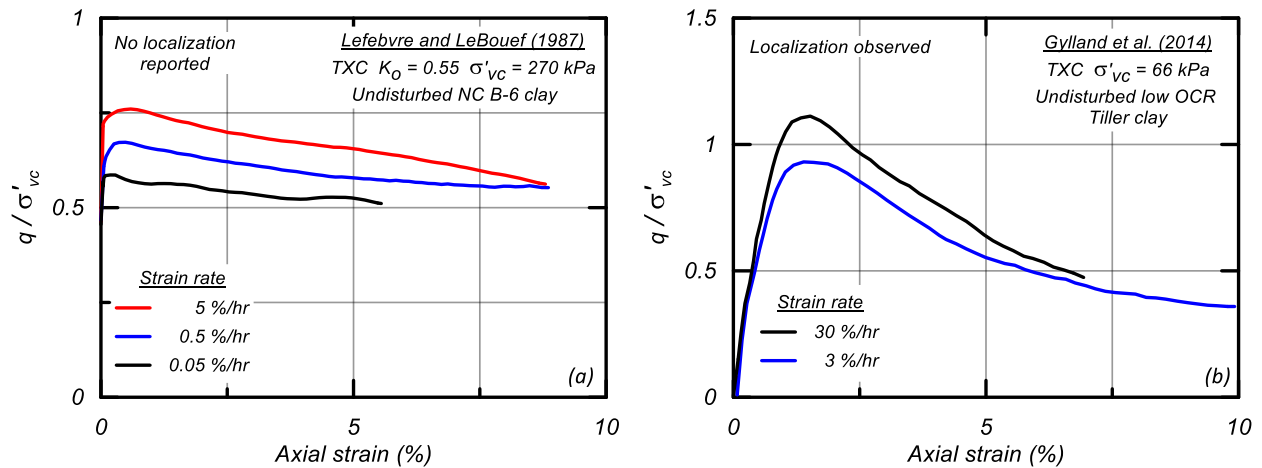 No localization
reported
Lefebvre and LeBouef (1987)
TXC Ko = 0.55 σ'vc = 270 kPa
Undisturbed NC B-6 clay
Strain rate
5 %/hr
0.5 %/hr
0.05 %/hr
(a)
1
0.5
0
q / σ'vc
0
5
10
Axial strain (%)
Localization observed
Gylland et al. (2014)
TXC σ'vc = 66 kPa
Undisturbed low OCR
Tiller clay
Strain rate
30 %/hr
3 %/hr
(b)
1.5
1
0.5
0
q / σ'vc
0
5
10
Axial strain (%)